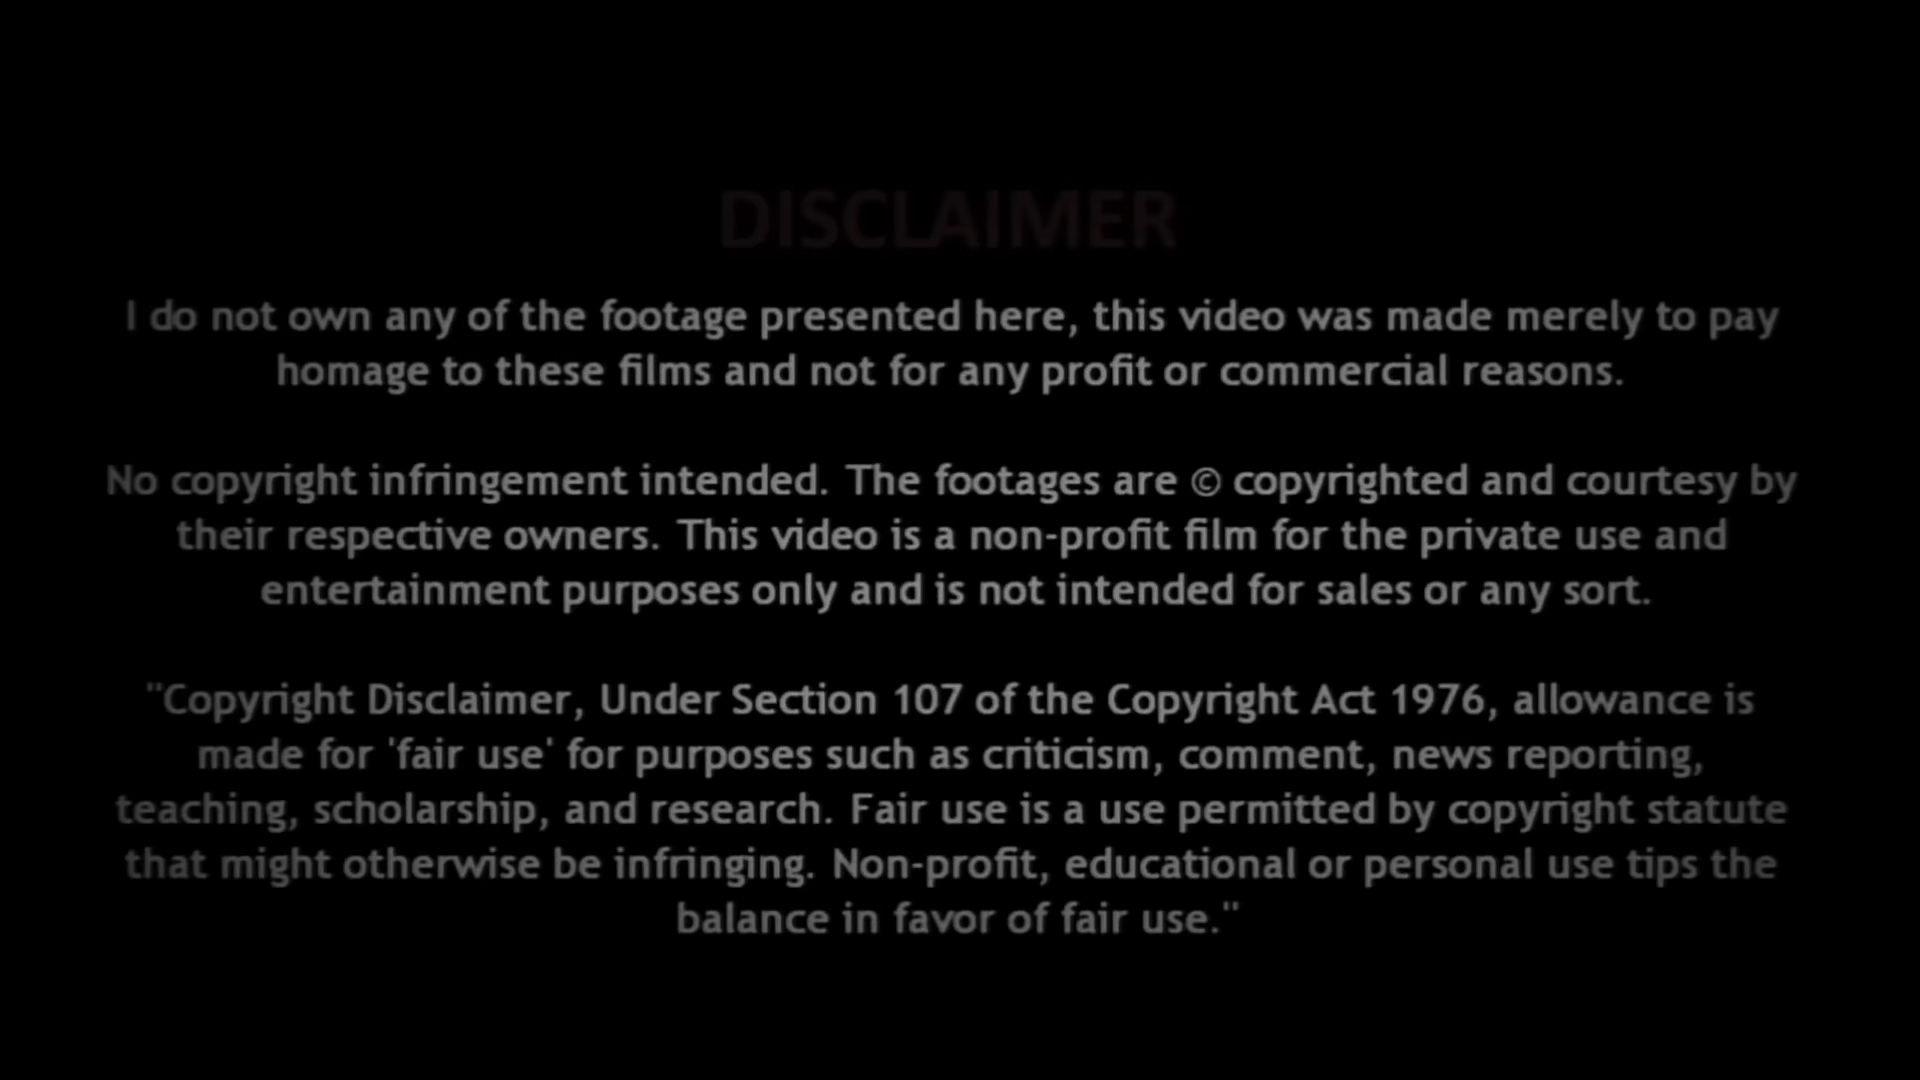 DISCLAIMER
I do not own any of the footage presented here, this video was made merely to pay
homage to these films and not for any profit or commercial reasons.
No copyright infringement intended. The footages are © copyrighted and courtesy by
their respective owners. This video is a non-profit film for the private use and
entertainment purposes only and is not intended for sales or any sort.
"Copyright Disclaimer, Under Section 107 of the Copyright Act 1976, allowance is
made for 'fair use' for purposes such as criticism, comment, news reporting,
teaching, scholarship, and research. Fair use is a use permitted by copyright statute
that might otherwise be infringing. Non-profit, educational or personal use tips the
balance in favor of fair use."